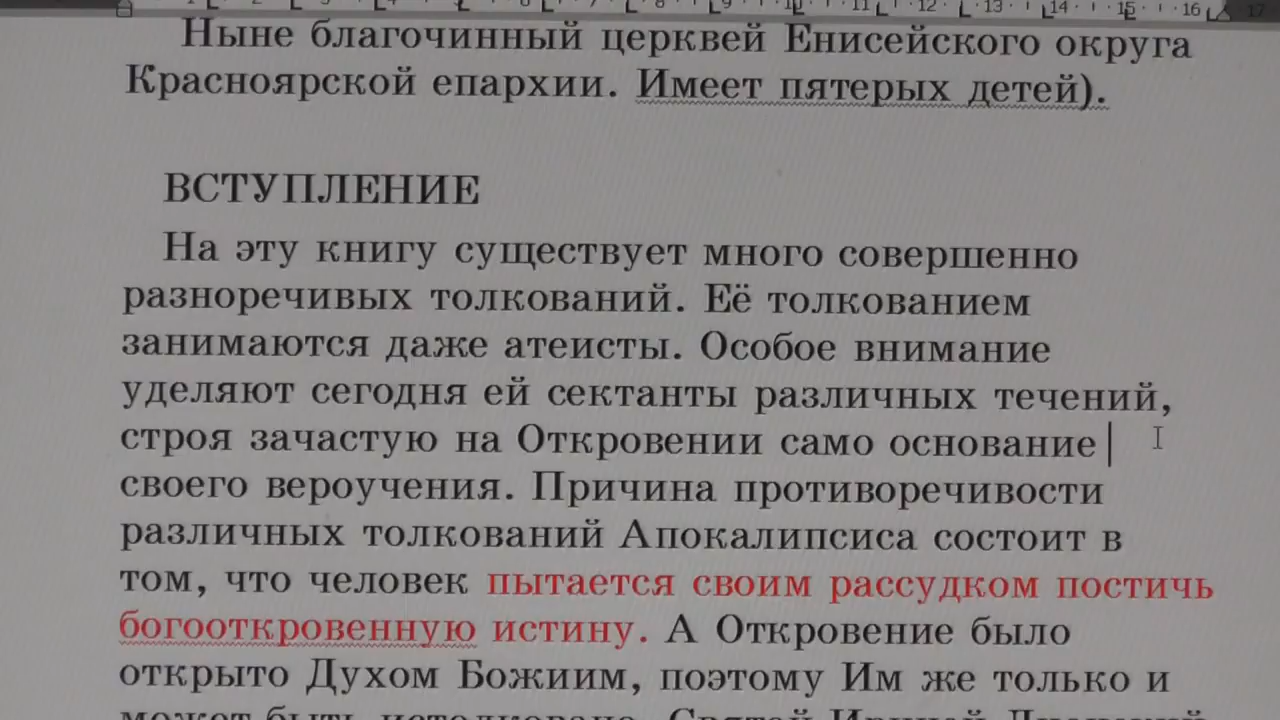 Ныне благочинный церквей Енисейского округа
Красноярской епархии. Имеет пятерых детей).
ВСТУПЛЕНИЕ
На эту книгу существует много совершенно
разноречивых толкований. Её толкованием
занимаются даже атеисты. Особое внимание
уделяют сегодня ей сектанты различных течений,
строя зачастую на Откровении само основание
своего вероучения. Причина противоречивости
различных толкований Апокалипсиса состоит в
том, что человек пытается своим рассудком постичь
богооткровенную истину. А Откровение было
открыто Духом Божиим, поэтому Им же только и